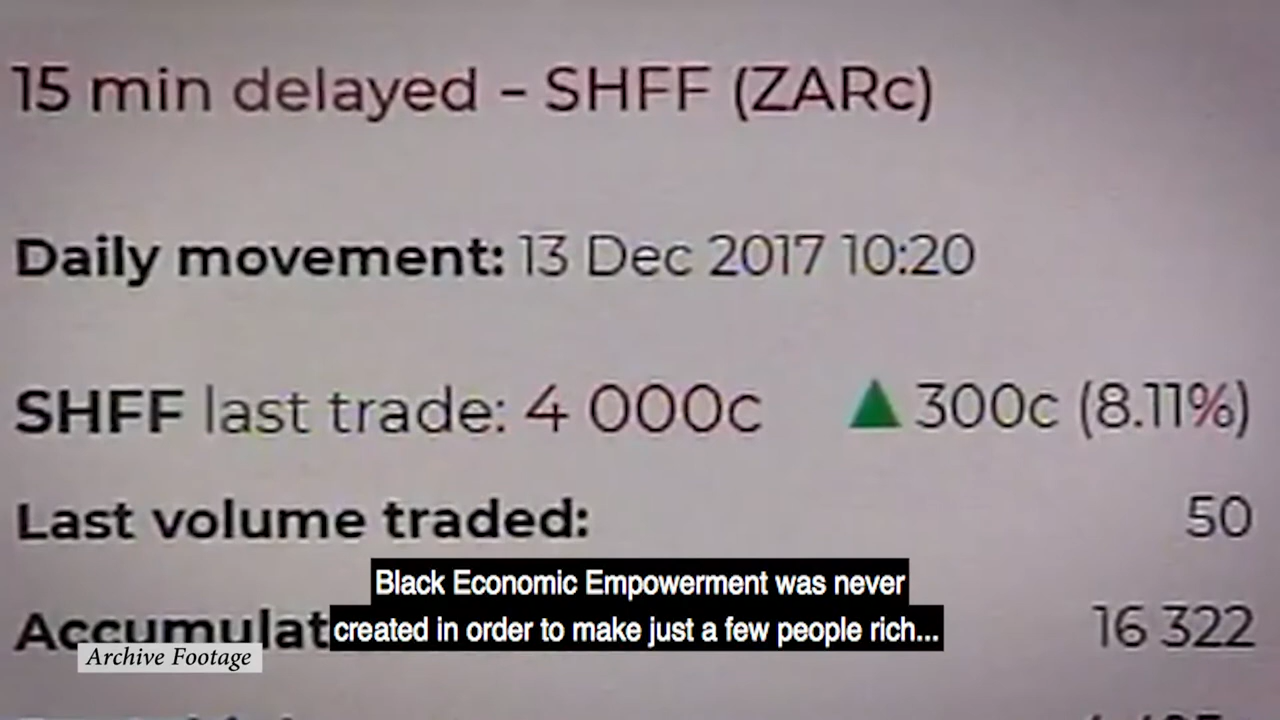 15 min delayed – SHFF (ZARc)
Daily movement: 13 Dec 2017 10:20
SHFF last trade: 4 000c ▲ 300c (8.11%)
Last volume traded: 50
16 322
Black Economic Empowerment was never
created in order to make just a few people rich...
Archive Footage